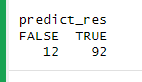 predict_res
FALSE TRUE
12 92